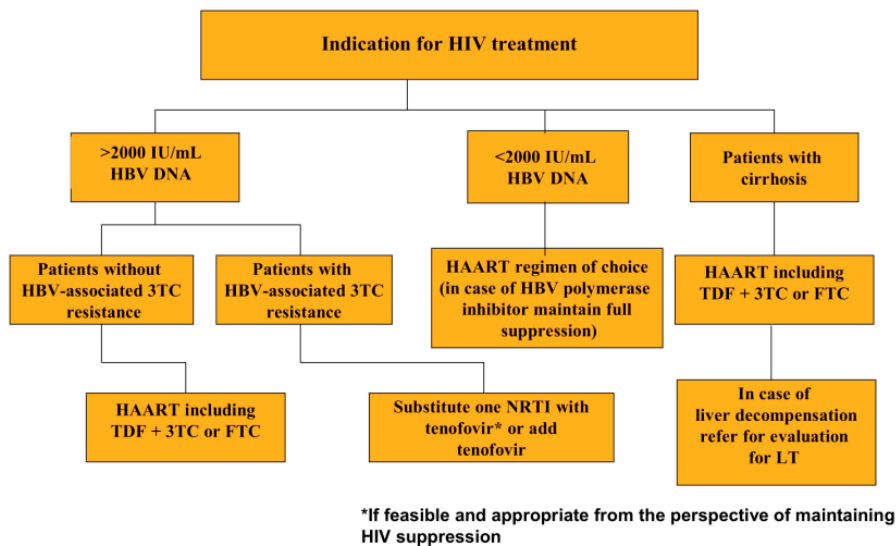 Indication for HIV treatment
>2000 IU/mL
HBV DNA
<2000 IU/mL
HBV DNA
Patients with
cirrhosis
Patients without
HBV-associated 3TC
resistance
Patients with
HBV-associated 3TC
resistance
HAART regimen of choice
(in case of HBV polymerase
inhibitor maintain full
suppression)
HAART including
TDF + 3TC or FTC
HAART including
TDF + 3TC or FTC
Substitute one NRTI with
tenofovir* or add
tenofovir
In case of
liver decompensation
refer for evaluation
for LT
*If feasible and appropriate from the perspective of maintaining
HIV suppression